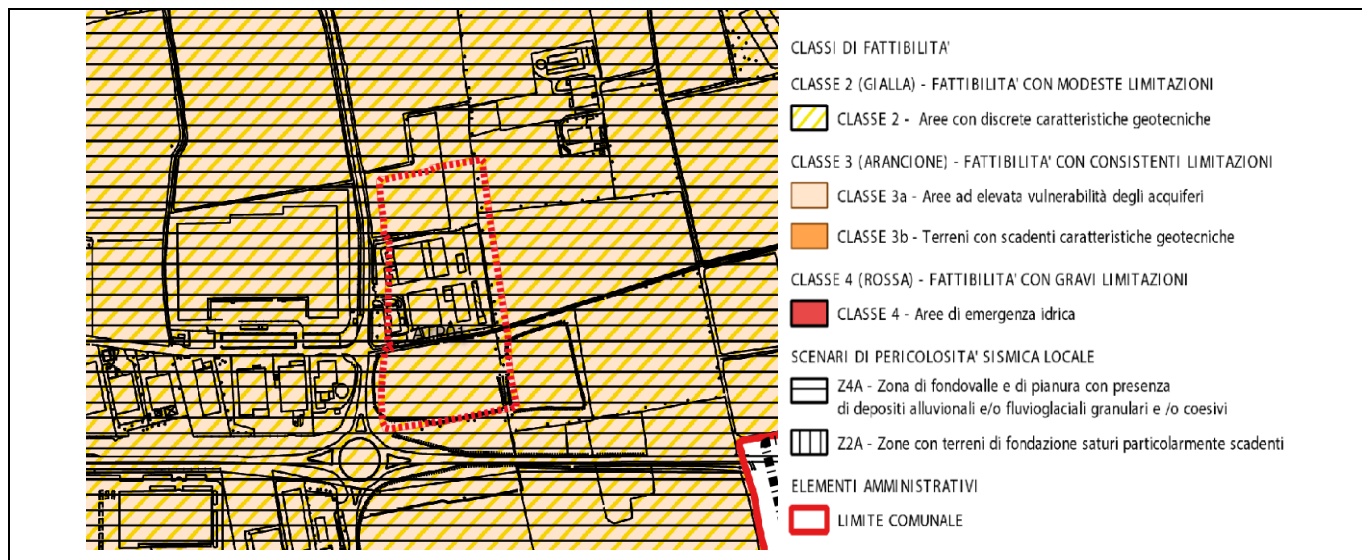 CLASSI DI FATTIBILITA'
CLASSE 2 (GIALLA) - FATTIBILITA' CON MODESTE LIMITAZIONI
CLASSE 2 - Aree con discrete caratteristiche geotecniche
CLASSE 3 (ARANCIONE) - FATTIBILITA' CON CONSISTENTI LIMITAZIONI
CLASSE 3a - Aree ad elevata vulnerabilità degli acquiferi
CLASSE 3b - Terreni con scadenti caratteristiche geotecniche
CLASSE 4 (ROSSA) - FATTIBILITA' CON GRAVI LIMITAZIONI
CLASSE 4 - Aree di emergenza idrica
SCENARI DI PERICOLOSITA' SISMICA LOCALE
Z4A - Zona di fondovalle e di pianura con presenza
di depositi alluvionali e/o fluvioglaciali granulari e /o coesivi
Z2A - Zone con terreni di fondazione saturi particolarmente scadenti
ELEMENTI AMMINISTRATIVI
LIMITE COMUNALE